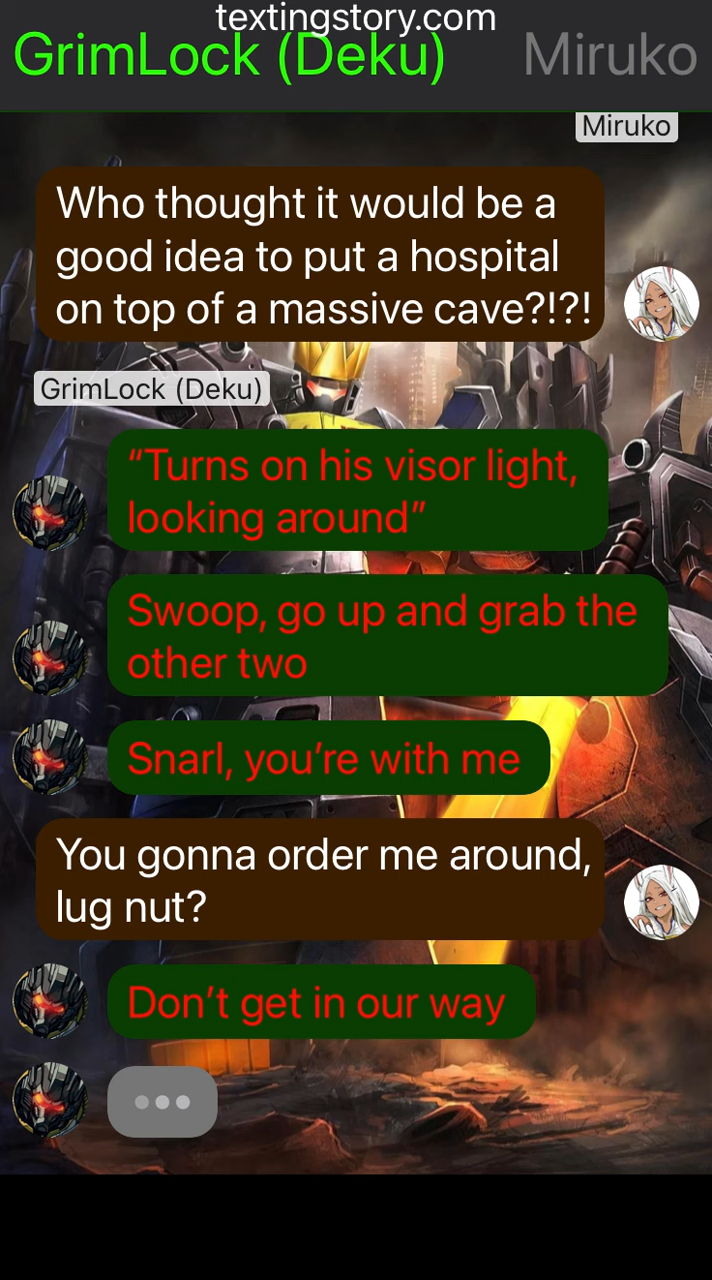 textingstory.com
GrimLock (Deku) Miruko
Miruko
Who thought it would be a
good idea to put a hospital
on top of a massive cave?!?!
GrimLock (Deku)
“Turns on his visor light,
looking around”
Swoop, go up and grab the
other two
Snarl, you’re with me
You gonna order me around,
lug nut?
Don’t get in our way